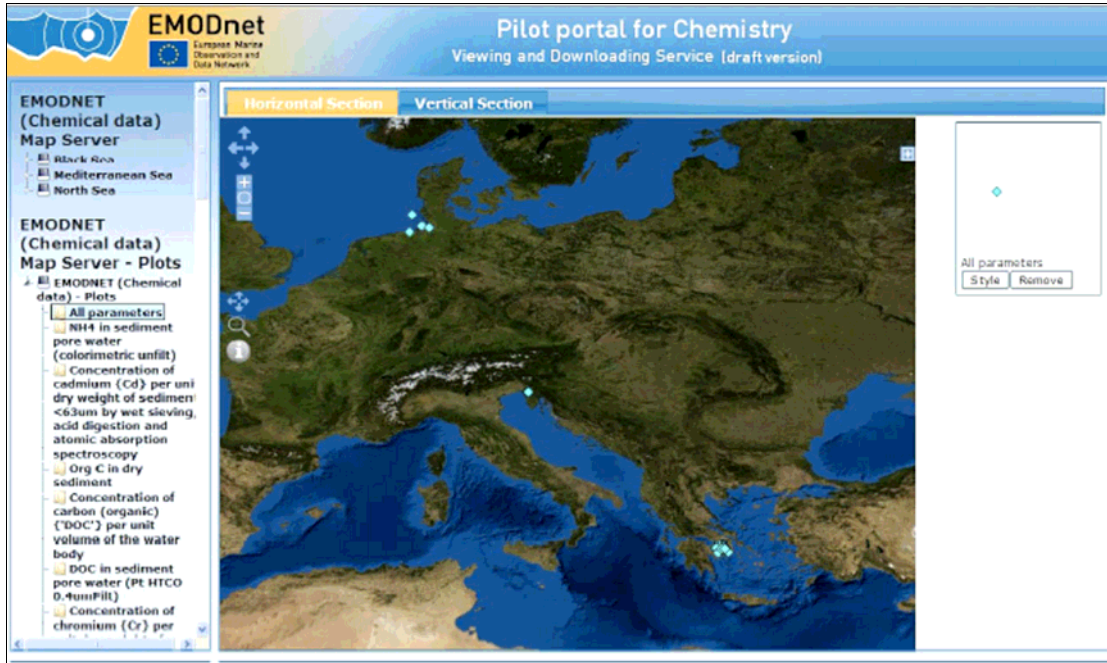 EMODnet
European Marine
Observation and
Data Network
Pilot portal for Chemistry
Viewing and Downloading Service (draft version)
EMODNET
(Chemical data)
Map Server
Black Sea
Mediterranean Sea
North Sea
EMODNET
(Chemical data)
Map Server - Plots
EMODNET (Chemical
data) - Plots
All parameters
NH4 in sediment
pore water
(colorimetric unfilt)
Concentration of
cadmium {Cd} per uni
dry weight of sediment
<63um by wet sieving,
acid digestion and
atomic absorption
spectroscopy
Org C in dry
sediment
Concentration of
carbon (organic)
{"DOC"} per unit
volume of the water
body
DOC in sediment
pore water (Pt HTCO
0.4umFilt)
Concentration of
chromium {Cr} per
Horizontal Section
Vertical Section
All parameters
Style Remove